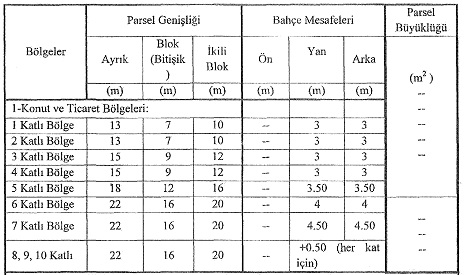 Bölgeler | Parsel Genişliği | Bahçe Mesafeleri | Parsel Büyüklüğü
Ayrık | Blok (Bitişik ) | İkili Blok | Ön | Yan | Arka | (m²)
(m) | (m) | (m) | (m) | (m) | (m) | --
1-Konut ve Ticaret Bölgeleri: | --
1 Katlı Bölge | 13 | 7 | 10 | -- | 3 | 3 | --
2 Katlı Bölge | 13 | 7 | 10 | -- | 3 | 3 | --
3 Katlı Bölge | 15 | 9 | 12 | -- | 3 | 3 | --
4 Katlı Bölge | 15 | 9 | 12 | -- | 3 | 3
5 Katlı Bölge | 18 | 12 | 16 | -- | 3.50 | 3.50
6 Katlı Bölge | 22 | 16 | 20 | -- | 4 | 4
7 Katlı Bölge | 22 | 16 | 20 | -- | 4.50 | 4.50 | --
--
8, 9, 10 Katlı | 22 | 16 | 20 | -- | +0.50 (her kat için) | --